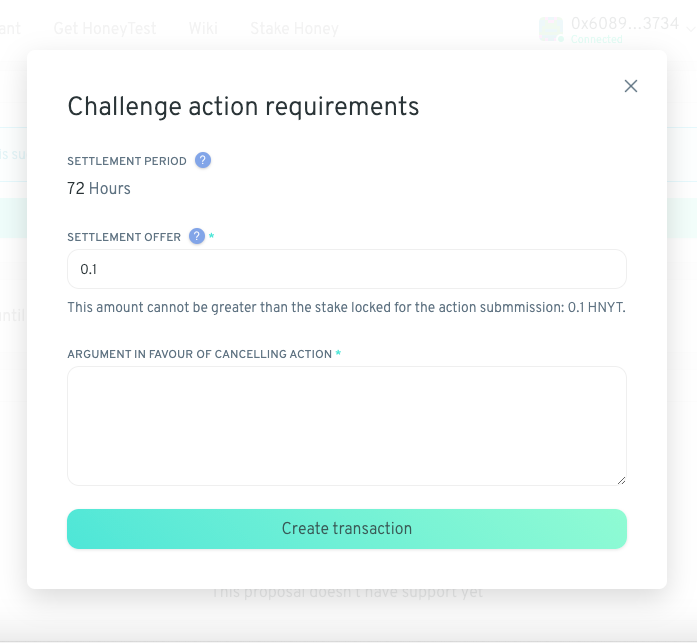 ant Get HoneyTest Wiki Stake Honey 0x6089...3734
Connected
Challenge action requirements
SETTLEMENT PERIOD ?
72 Hours
SETTLEMENT OFFER ? *
0.1
This amount cannot be greater than the stake locked for the action submmission: 0.1 HNYT.
ARGUMENT IN FAVOUR OF CANCELLING ACTION *
Create transaction
This proposal doesn't have support yet